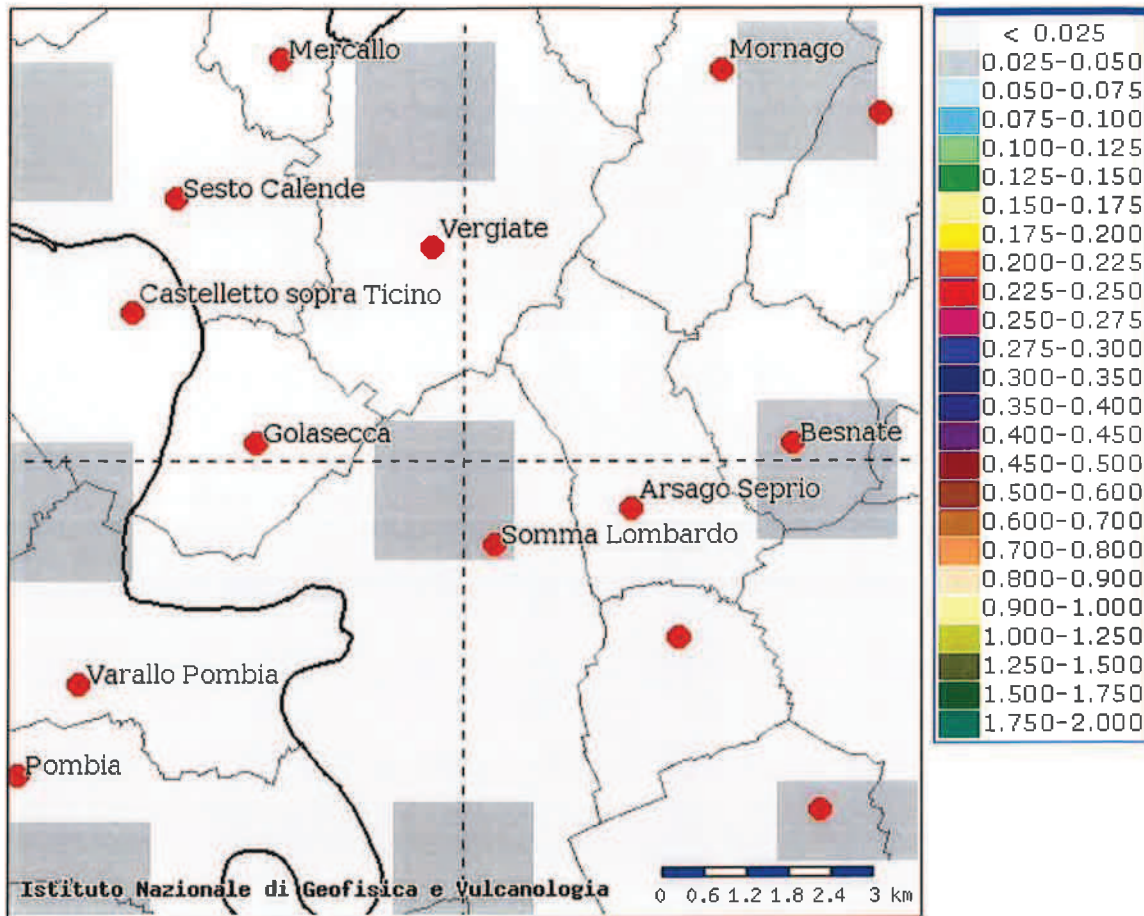 Mercallo
Mornago
Sesto Calende
Vergiate
Castelletto sopra Ticino
Golasecca
Besnate
Arsago Seprio
Somma Lombardo
Varallo Pombia
Pombia
Istituto Nazionale di Geofisica e Vulcanologia
0 0.6 1.2 1.8 2.4 3 km
< 0.025
0.025-0.050
0.050-0.075
0.075-0.100
0.100-0.125
0.125-0.150
0.150-0.175
0.175-0.200
0.200-0.225
0.225-0.250
0.250-0.275
0.275-0.300
0.300-0.350
0.350-0.400
0.400-0.450
0.450-0.500
0.500-0.600
0.600-0.700
0.700-0.800
0.800-0.900
0.900-1.000
1.000-1.250
1.250-1.500
1.500-1.750
1.750-2.000